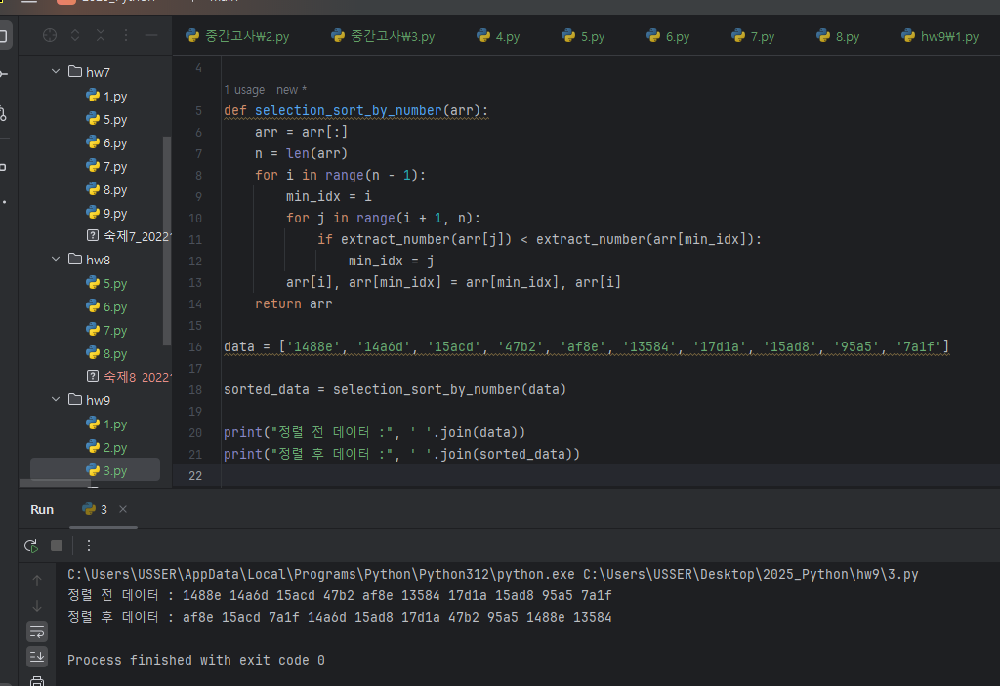 중간고사₩2.py 중간고사₩3.py 4.py 5.py 6.py 7.py 8.py hw9₩1.py
hw7
1.py
5.py
6.py
7.py
8.py
9.py
숙제7_2022
hw8
5.py
6.py
7.py
8.py
숙제8_2022
hw9
1.py
2.py
3.py
4
1 usage new *
5 def selection_sort_by_number(arr):
6 arr = arr[:]
7 n = len(arr)
8 for i in range(n - 1):
9 min_idx = i
10 for j in range(i + 1, n):
11 if extract_number(arr[j]) < extract_number(arr[min_idx]):
12 min_idx = j
13 arr[i], arr[min_idx] = arr[min_idx], arr[i]
14 return arr
15
16 data = ['1488e', '14a6d', '15acd', '47b2', 'af8e', '13584', '17d1a', '15ad8', '95a5', '7a1f']
17
18 sorted_data = selection_sort_by_number(data)
19
20 print("정렬 전 데이터 :", ' '.join(data))
21 print("정렬 후 데이터 :", ' '.join(sorted_data))
22
Run 3
C:\Users\USSER\AppData\Local\Programs\Python\Python312\python.exe C:\Users\USSER\Desktop\2025_Python\hw9\3.py
정렬 전 데이터 : 1488e 14a6d 15acd 47b2 af8e 13584 17d1a 15ad8 95a5 7a1f
정렬 후 데이터 : af8e 15acd 7a1f 14a6d 15ad8 17d1a 47b2 95a5 1488e 13584
Process finished with exit code 0